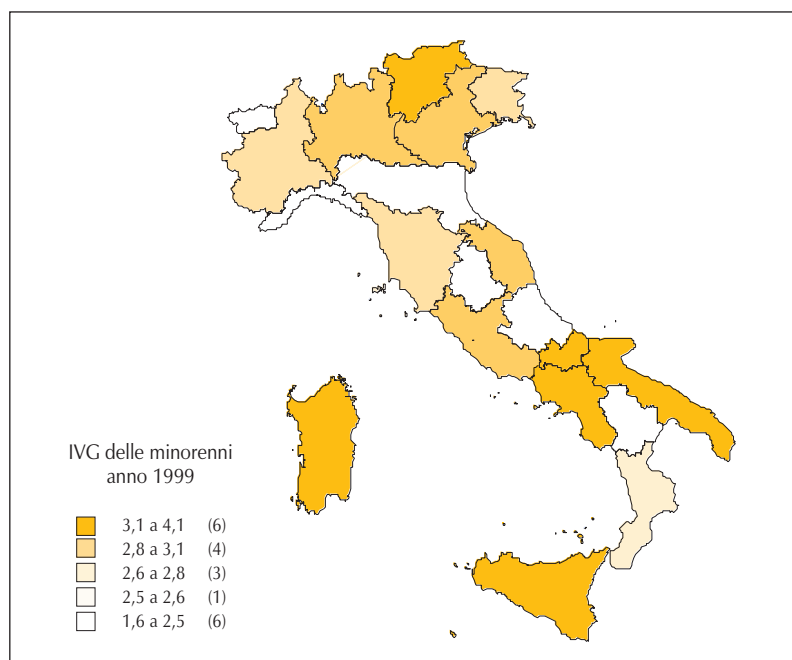 IVG delle minorenni
anno 1999
3,1 a 4,1 (6)
2,8 a 3,1 (4)
2,6 a 2,8 (3)
2,5 a 2,6 (1)
1,6 a 2,5 (6)